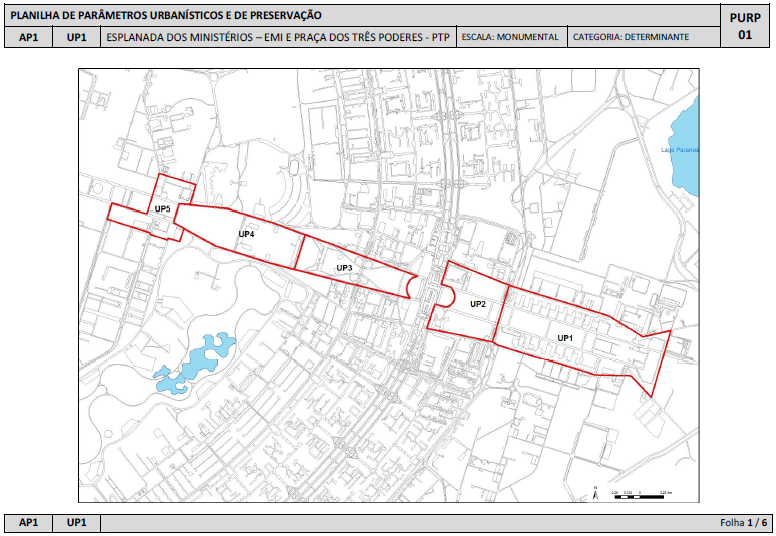 PLANILHA DE PARÂMETROS URBANÍSTICOS E DE PRESERVAÇÃO
PURP
01
AP1 UP1 ESPLANADA DOS MINISTÉRIOS – EMI E PRAÇA DOS TRÊS PODERES - PTP ESCALA: MONUMENTAL CATEGORIA: DETERMINANTE
Lago Paranoá
UP5
UP4
UP3
UP2
UP1
N
AP1 UP1 Folha 1 / 6